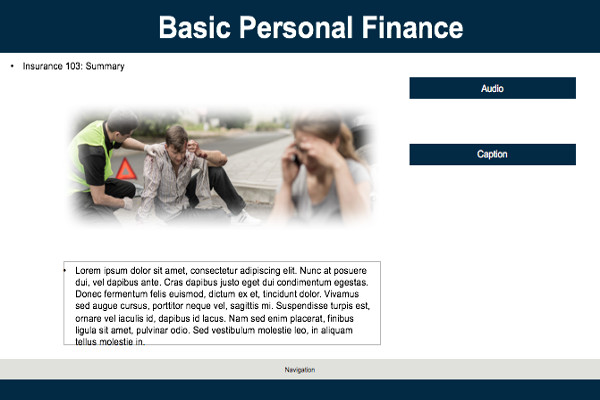 Basic Personal Finance
• Insurance 103: Summary
Audio
Caption
• Lorem ipsum dolor sit amet, consectetur adipiscing elit. Nunc at posuere
dui, vel dapibus ante. Cras dapibus justo eget dui condimentum egestas.
Donec fermentum felis euismod, dictum ex et, tincidunt dolor. Vivamus
sed augue cursus, porttitor neque vel, sagittis mi. Suspendisse turpis est,
ornare vel iaculis id, dapibus id lacus. Nam sed enim placerat, finibus
ligula sit amet, pulvinar odio. Sed vestibulum molestie leo, in aliquam
tellus molestie in.
Navigation